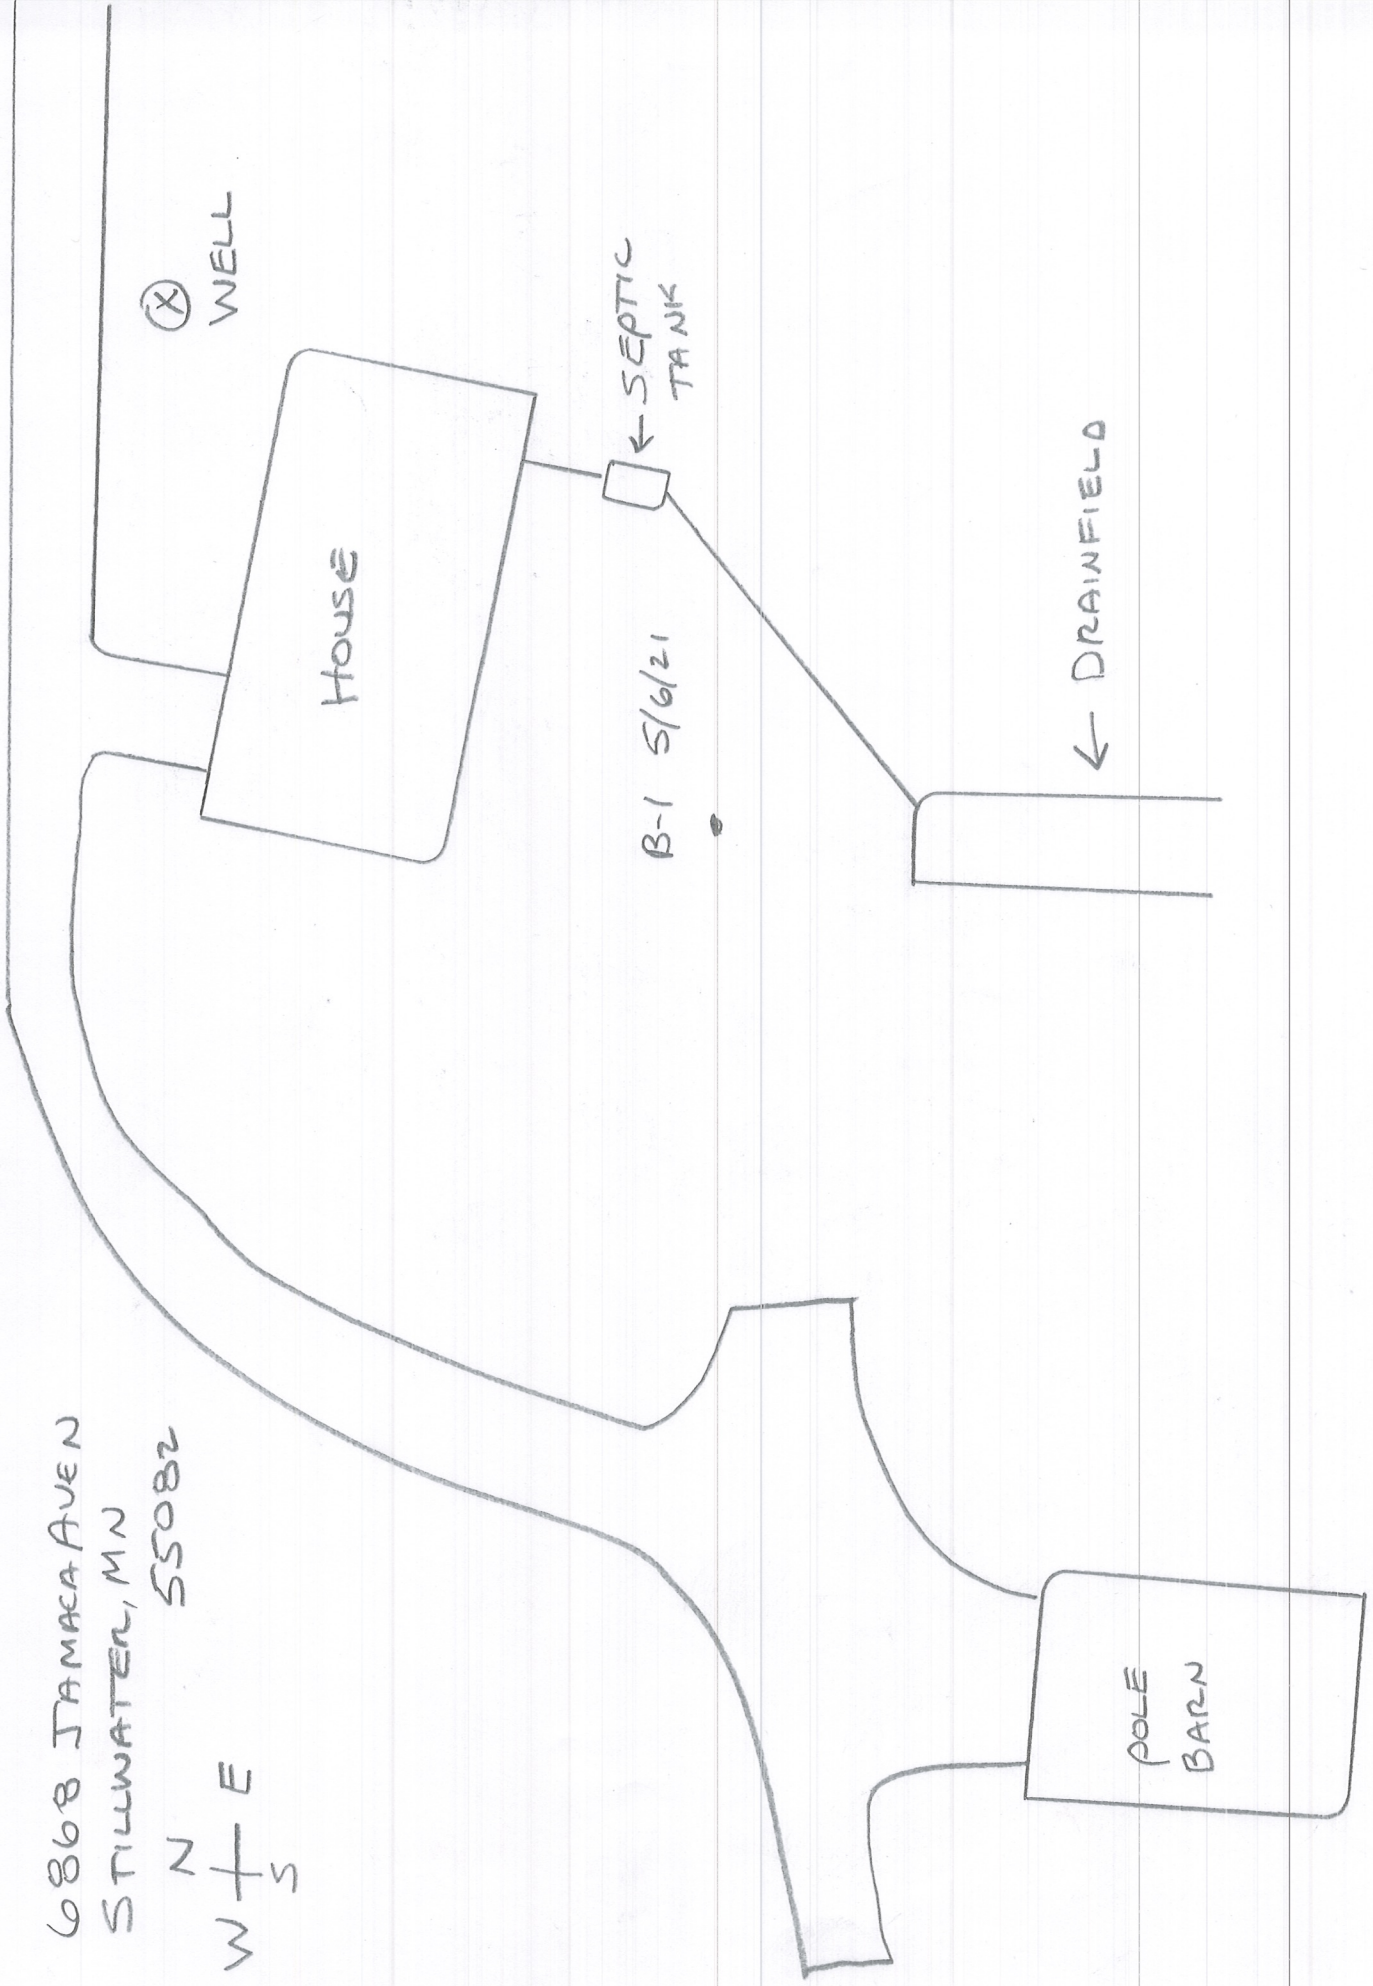 6868 JAMACA AVE N
STILLWATER, MN
55082
N
W E
S
WELL
HOUSE
← SEPTIC
TANK
B-1 5/6/21
← DRAINFIELD
POLE
BARN